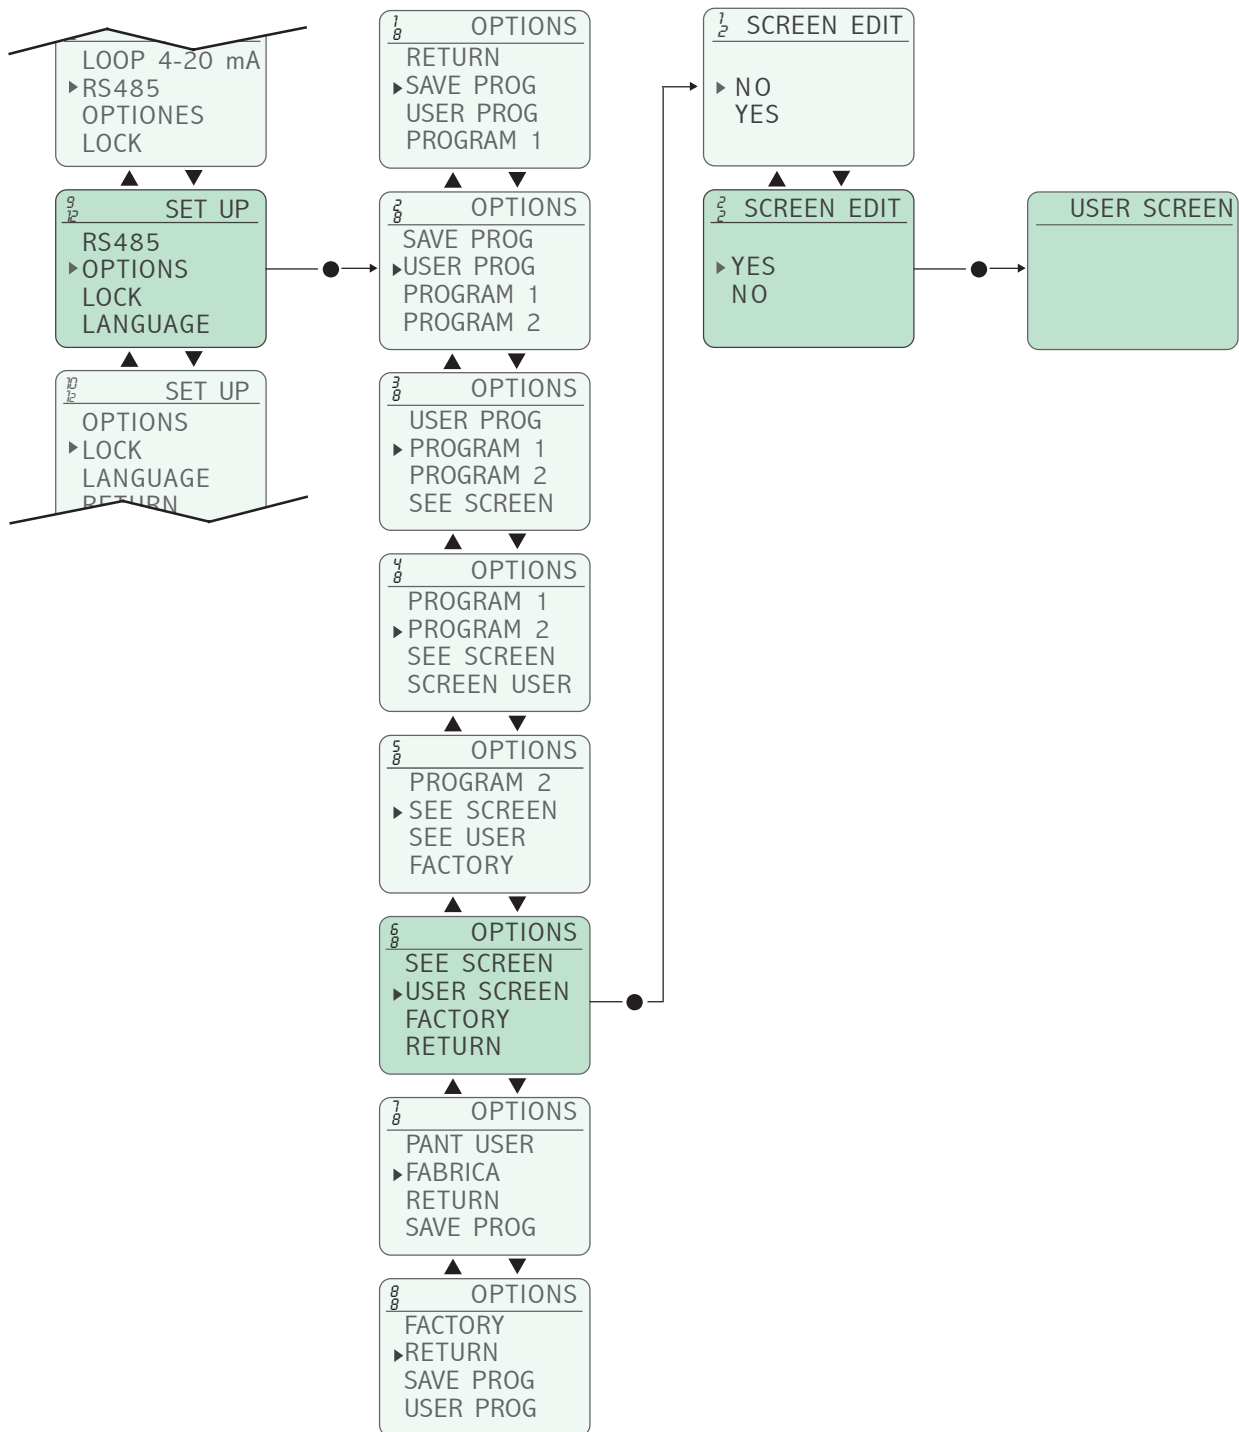 LOOP 4-20 mA
RS485
OPTIONES
LOCK
9
12
SET UP
RS485
OPTIONS
LOCK
LANGUAGE
10
12
SET UP
OPTIONS
LOCK
LANGUAGE
RETURN
1
8
OPTIONS
RETURN
SAVE PROG
USER PROG
PROGRAM 1
2
8
OPTIONS
SAVE PROG
USER PROG
PROGRAM 1
PROGRAM 2
3
8
OPTIONS
USER PROG
PROGRAM 1
PROGRAM 2
SEE SCREEN
4
8
OPTIONS
PROGRAM 1
PROGRAM 2
SEE SCREEN
SCREEN USER
5
8
OPTIONS
PROGRAM 2
SEE SCREEN
SEE USER
FACTORY
6
8
OPTIONS
SEE SCREEN
USER SCREEN
FACTORY
RETURN
7
8
OPTIONS
PANT USER
FABRICA
RETURN
SAVE PROG
8
8
OPTIONS
FACTORY
RETURN
SAVE PROG
USER PROG
1
2
SCREEN EDIT
NO
YES
2
2
SCREEN EDIT
YES
NO
USER SCREEN